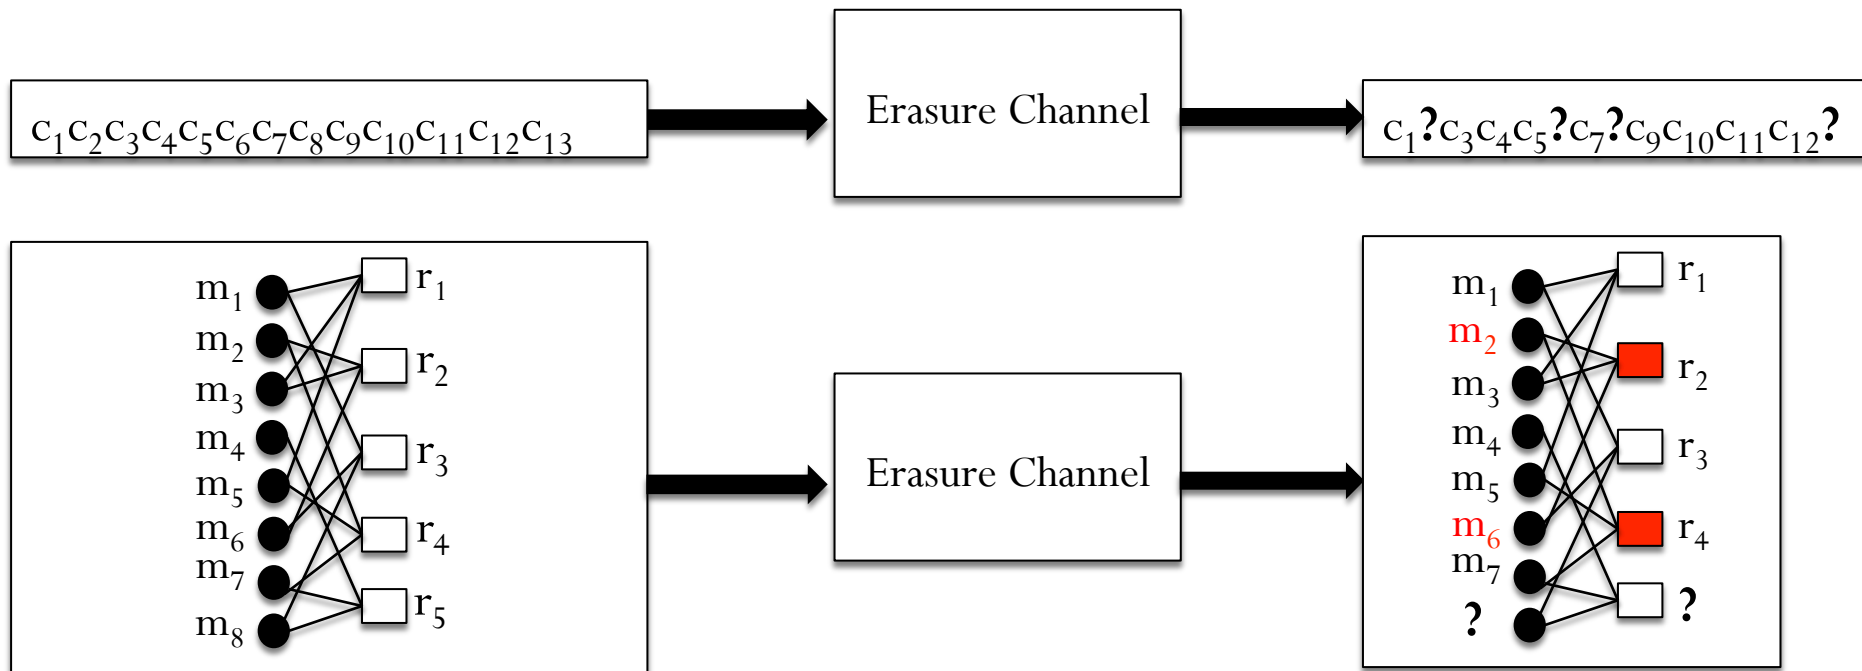 c₁c₂c₃c₄c₅c₆c₇c₈c₉c₁₀c₁₁c₁₂c₁₃
Erasure Channel
c₁?c₃c₄c₅?c₇?c₉c₁₀c₁₁c₁₂?
m₁
m₂
m₃
m₄
m₅
m₆
m₇
m₈
r₁
r₂
r₃
r₄
r₅
Erasure Channel
m₁
m₂
m₃
m₄
m₅
m₆
m₇
?
r₁
r₂
r₃
r₄
?